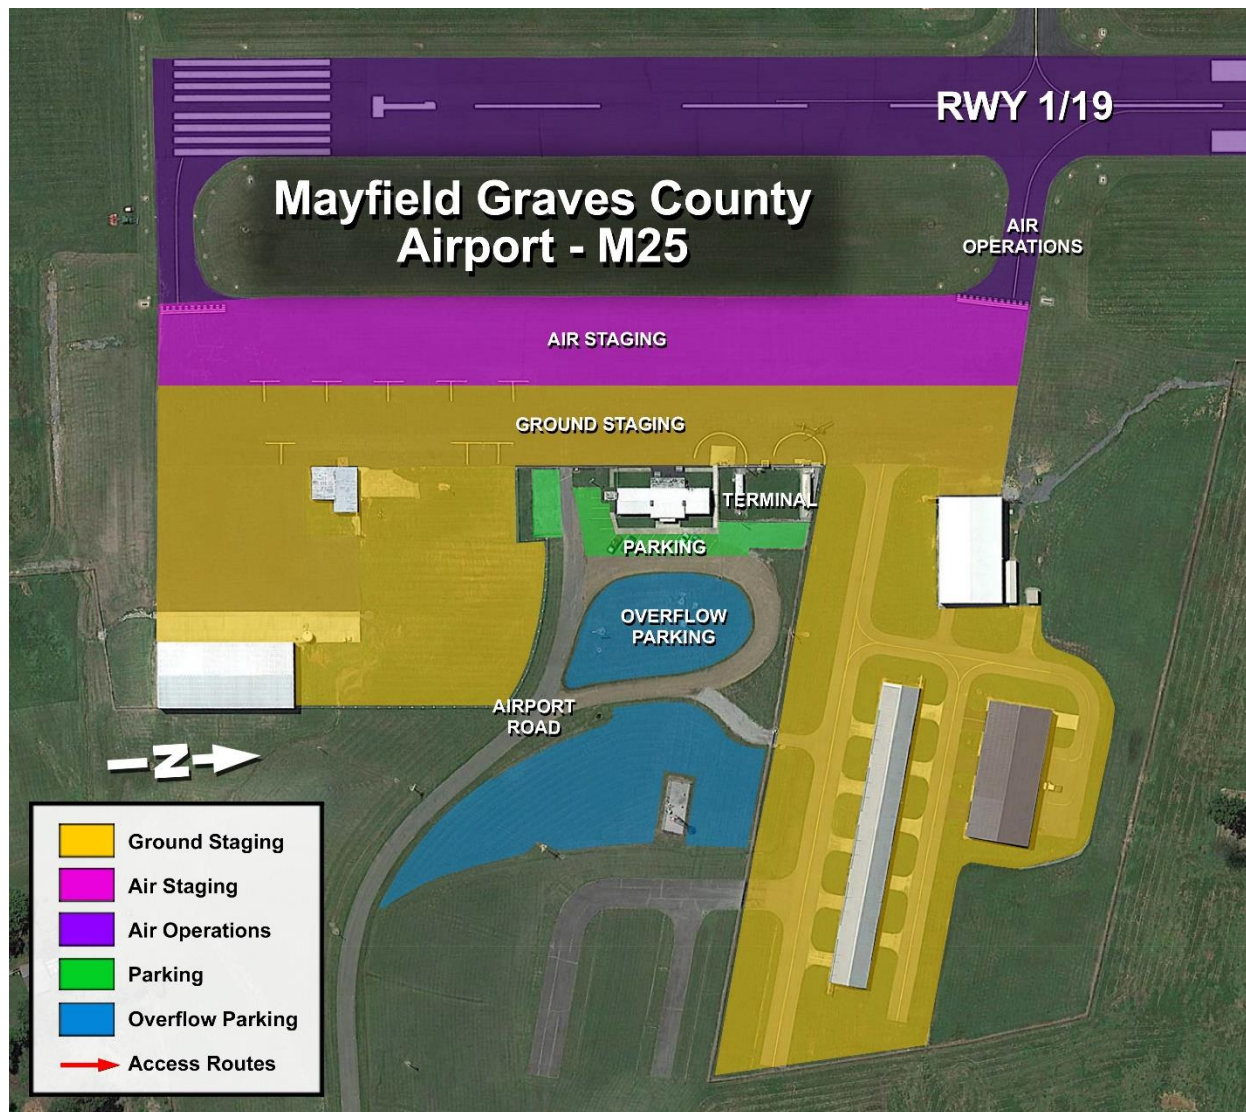 RWY 1/19
Mayfield Graves County
Airport - M25
AIR
OPERATIONS
AIR STAGING
GROUND STAGING
TERMINAL
PARKING
OVERFLOW
PARKING
AIRPORT
ROAD
N
Ground Staging
Air Staging
Air Operations
Parking
Overflow Parking
Access Routes